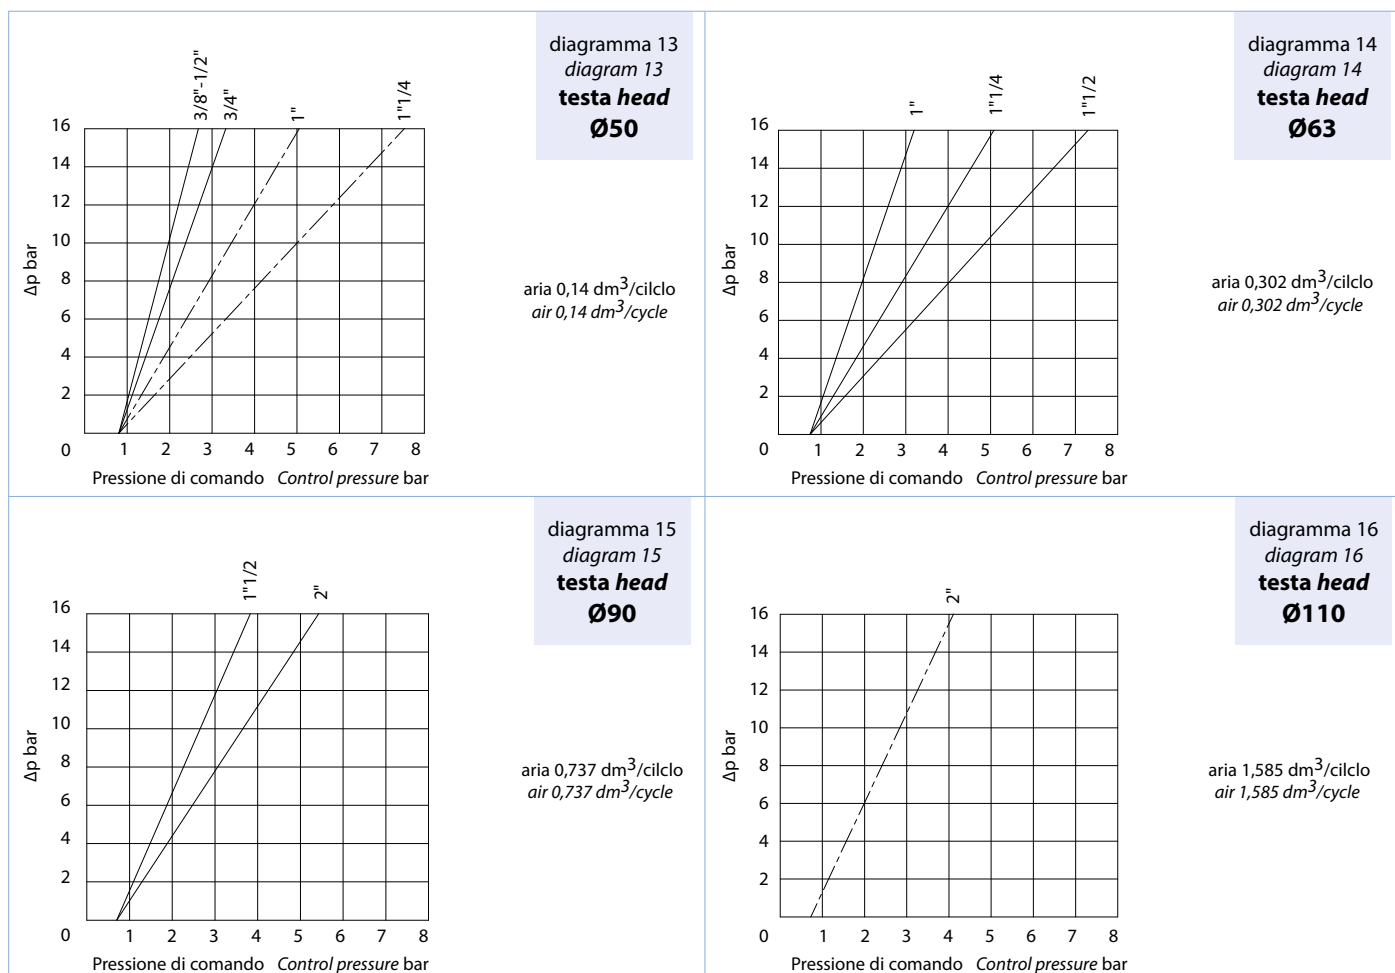 diagramma 13
diagram 13
testa head
Ø50
3/8"-1/2"
3/4"
1"
1"1/4
16
14
12
10
8
6
4
2
Δp bar
0 1 2 3 4 5 6 7 8
Pressione di comando Control pressure bar
aria 0,14 dm³/cilclo
air 0,14 dm³/cycle
diagramma 14
diagram 14
testa head
Ø63
1"
1"1/4
1"1/2
16
14
12
10
8
6
4
2
Δp bar
0 1 2 3 4 5 6 7 8
Pressione di comando Control pressure bar
aria 0,302 dm³/cilclo
air 0,302 dm³/cycle
diagramma 15
diagram 15
testa head
Ø90
1"1/2
2"
16
14
12
10
8
6
4
2
Δp bar
0 1 2 3 4 5 6 7 8
Pressione di comando Control pressure bar
aria 0,737 dm³/cilclo
air 0,737 dm³/cycle
diagramma 16
diagram 16
testa head
Ø110
2"
16
14
12
10
8
6
4
2
Δp bar
0 1 2 3 4 5 6 7 8
Pressione di comando Control pressure bar
aria 1,585 dm³/cilclo
air 1,585 dm³/cycle